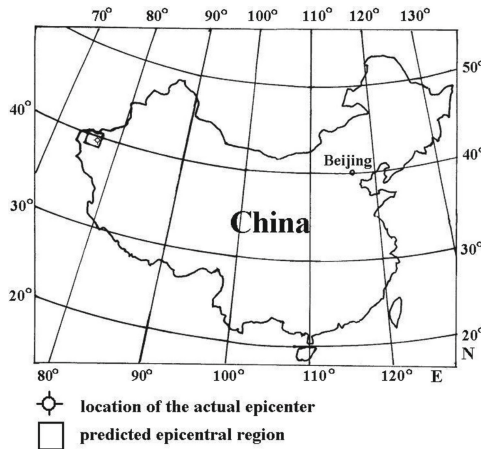 70° 80° 90° 100° 110° 120° 130°
50°
40°
Beijing
40°
China
30°
30°
20°
20°
N
80° 90° 100° 110° 120° E
location of the actual epicenter
predicted epicentral region